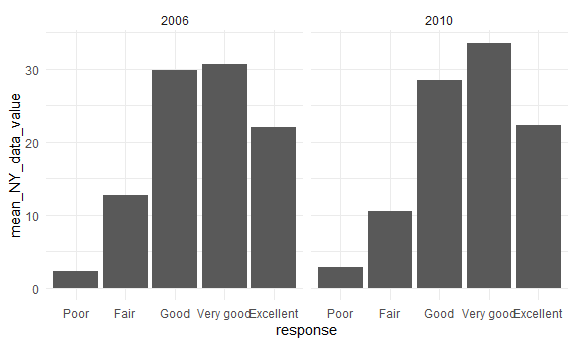 2006 2010
mean_NY_data_value
30
20
10
0
Poor Fair Good Very good Excellent Poor Fair Good Very good Excellent
response